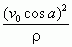 (v₀ cos a)²
ρ